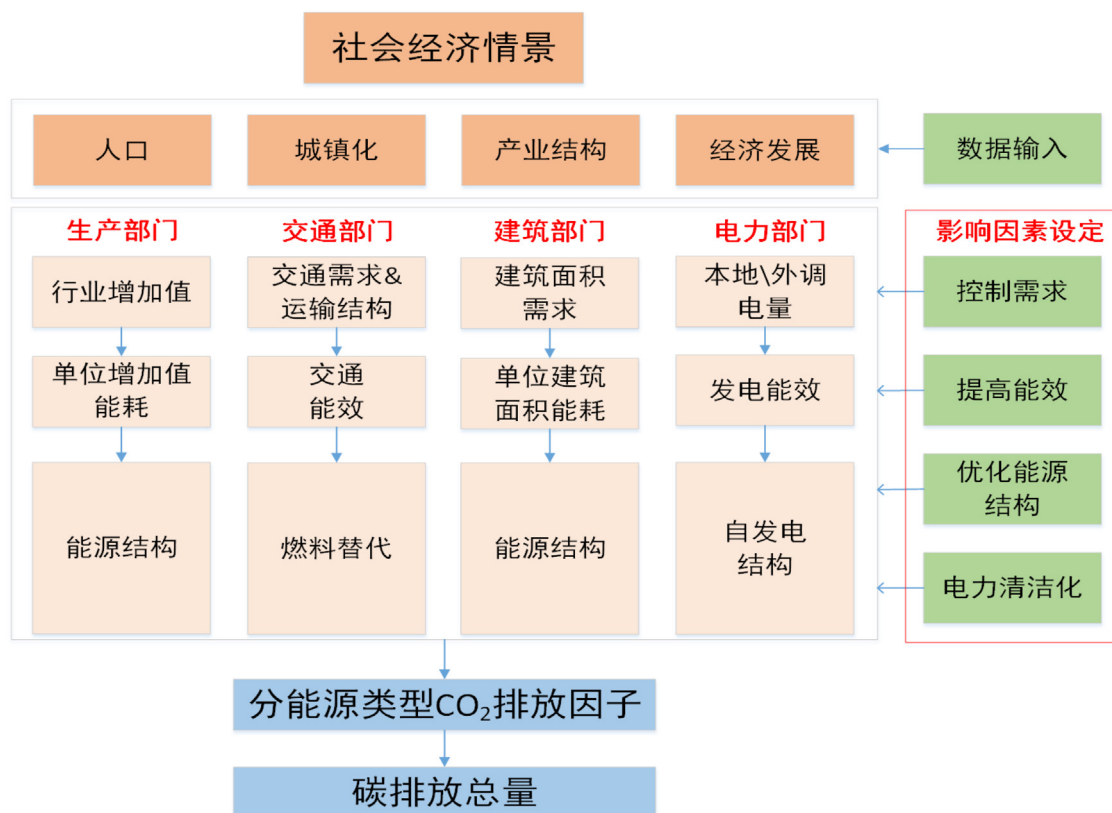 社会经济情景
人口
城镇化
产业结构
经济发展
数据输入
生产部门
交通部门
建筑部门
电力部门
影响因素设定
行业增加值
交通需求&
运输结构
建筑面积
需求
本地\外调
电量
控制需求
单位增加值
能耗
交通
能效
单位建筑
面积能耗
发电能效
提高能效
能源结构
燃料替代
能源结构
自发电
结构
优化能源
结构
电力清洁化
分能源类型CO₂排放因子
碳排放总量